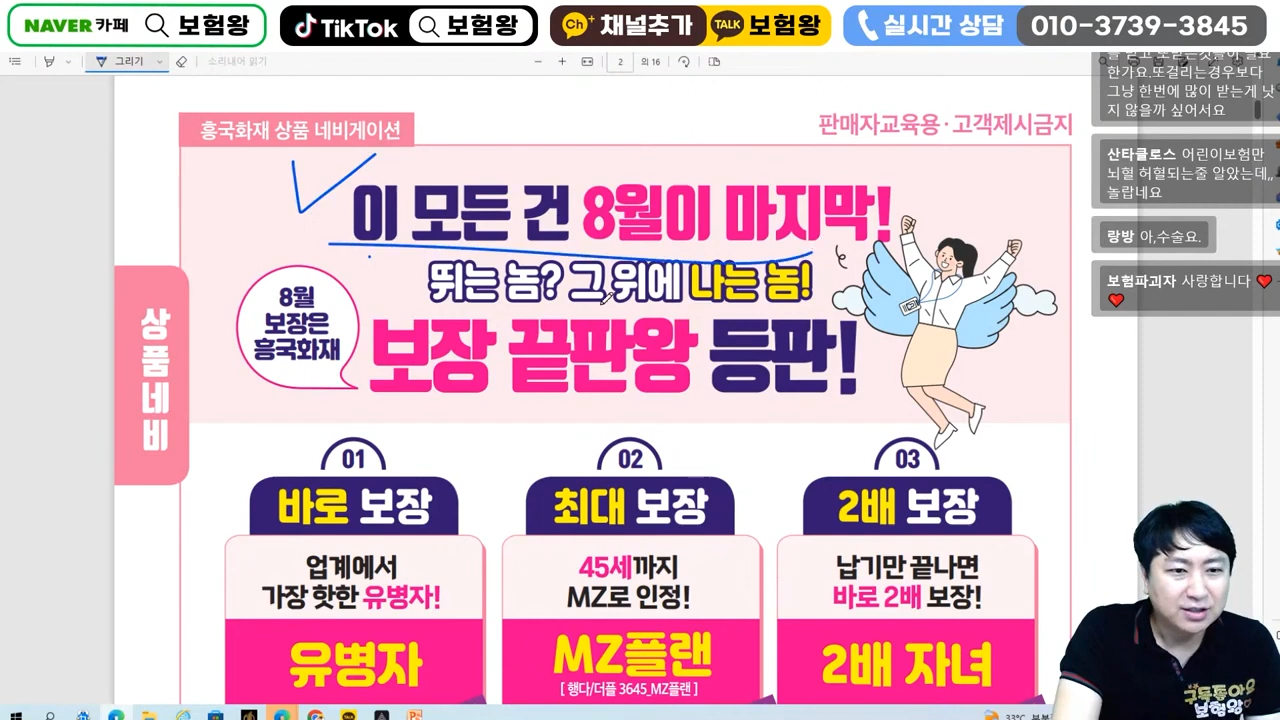 NAVER 카페 보험왕
TikTok 보험왕
Ch+ 채널추가 TALK 보험왕
실시간 상담 010-3739-3845
그리기
소리내어 읽기
2 의 16
한가요.또걸리는경우보다
그냥 한번에 많이 받는게 낫
지 않을까 싶어서요
산타클로스 어린이보험만
뇌혈 허혈되는줄 알았는데,,
놀랍네요
랑방 아,수술요.
보험파괴자 사랑합니다
흥국화재 상품 네비게이션
판매자교육용·고객제시금지
이 모든 건 8월이 마지막!
뛰는 놈? 그 위에 나는 놈!
8월
보장은
흥국화재
보장 끝판왕 등판!
상품네비
01
바로 보장
업계에서
가장 핫한 유병자!
유병자
02
최대 보장
45세까지
MZ로 인정!
MZ플랜
[ 행다/더플 3645_MZ플랜 ]
03
2배 보장
납기만 끝나면
바로 2배 보장!
2배 자녀
구독좋아요
보험왕
33°C